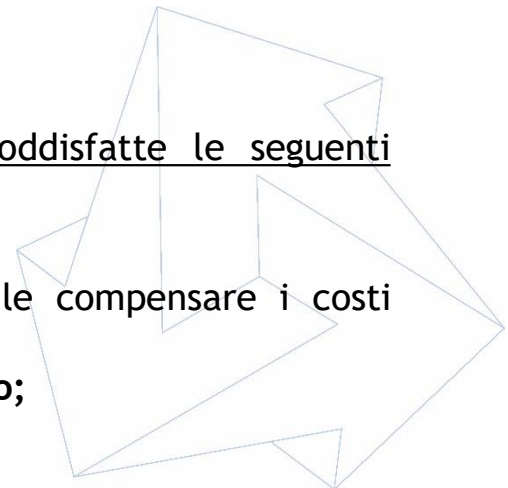 oddisfatte le seguenti
le compensare i costi
o;